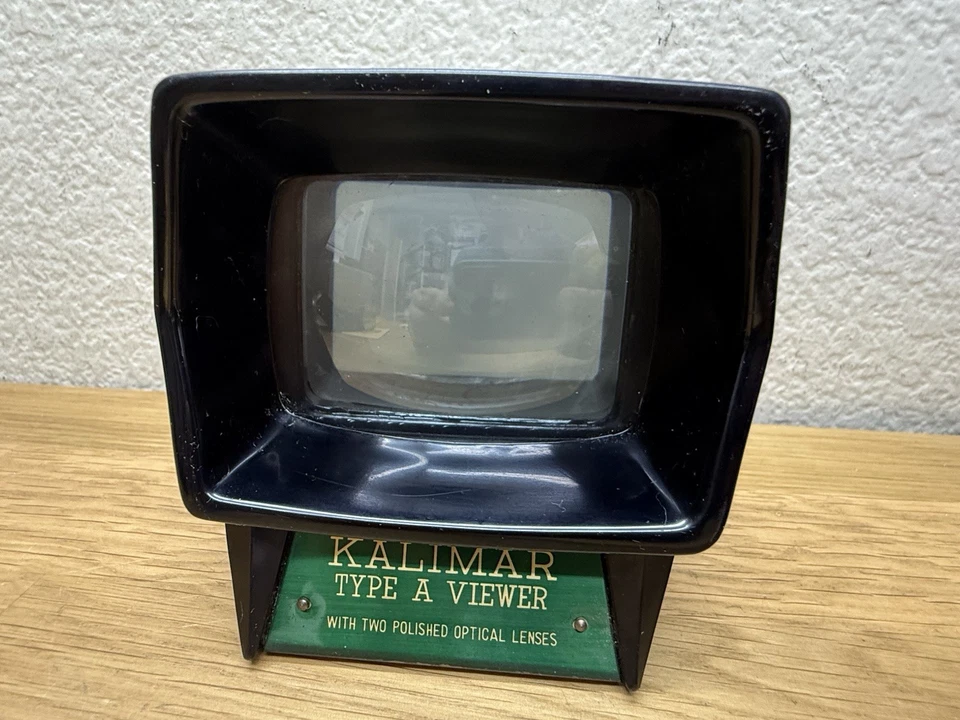 KALIMAR
TYPE A VIEWER
WITH TWO POLISHED OPTICAL LENSES